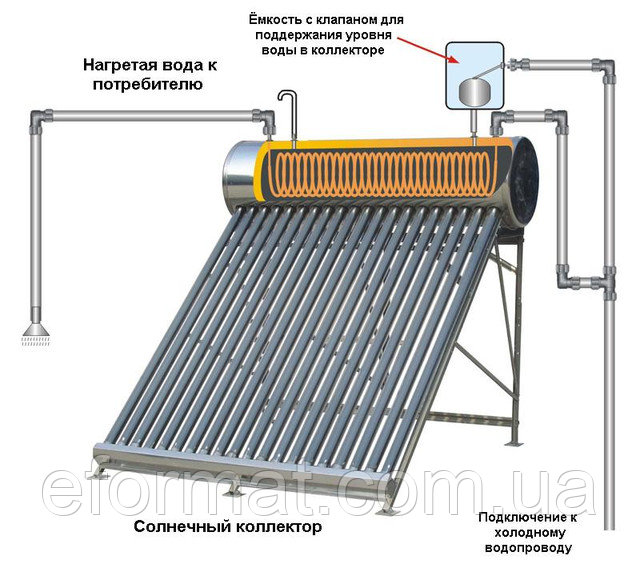 Ёмкость с клапаном для
поддержания уровня
воды в коллекторе
Нагретая вода к
потребителю
eformat.com.ua
Солнечный коллектор
Подключение к
холодному
водопроводу